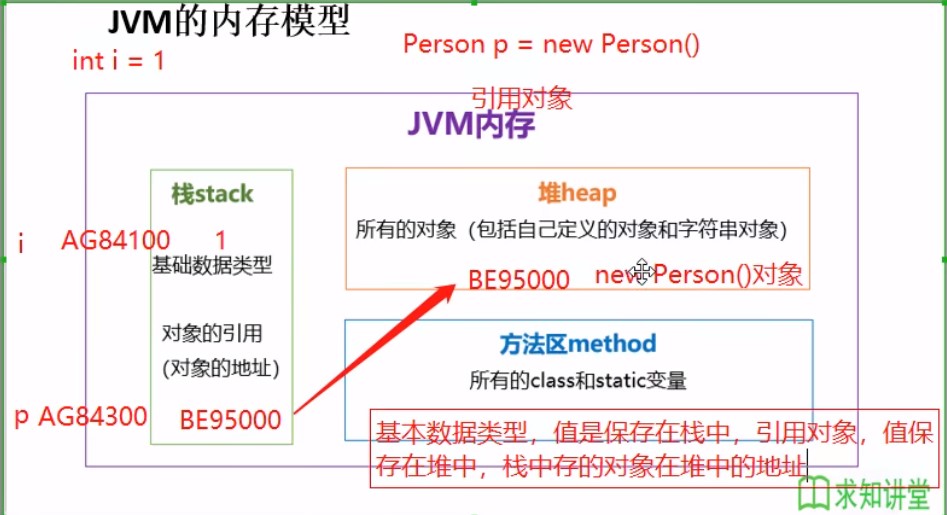 JVM的内存模型
int i = 1
Person p = new Person()
引用对象
JVM内存
栈stack
堆heap
所有的对象（包括自己定义的对象和字符串对象）
i AG84100 1
基础数据类型
BE95000 new Person()对象
对象的引用
(对象的地址)
方法区method
所有的class和static变量
p AG84300 BE95000
基本数据类型，值是保存在栈中，引用对象，值保
存在堆中，栈中存的对象在堆中的地址
求知讲堂